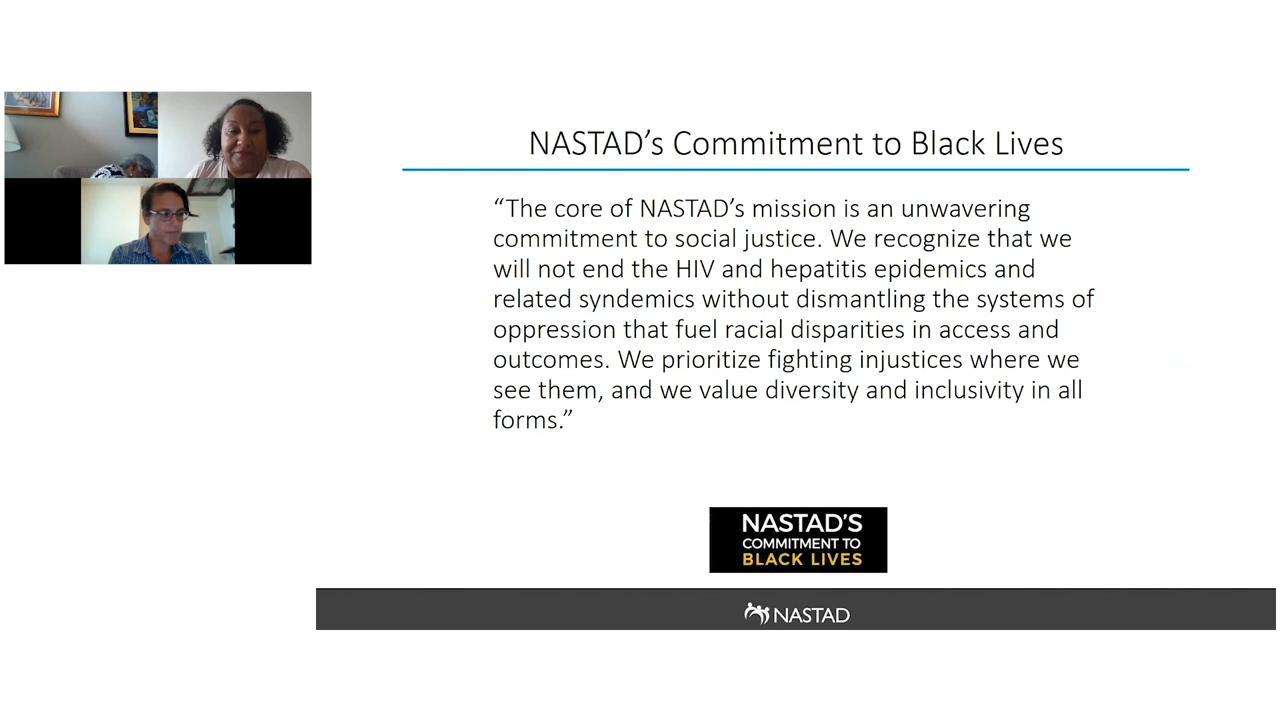 NASTAD’s Commitment to Black Lives
“The core of NASTAD’s mission is an unwavering
commitment to social justice. We recognize that we
will not end the HIV and hepatitis epidemics and
related syndemics without dismantling the systems of
oppression that fuel racial disparities in access and
outcomes. We prioritize fighting injustices where we
see them, and we value diversity and inclusivity in all
forms.”
NASTAD’S
COMMITMENT TO
BLACK LIVES
NASTAD